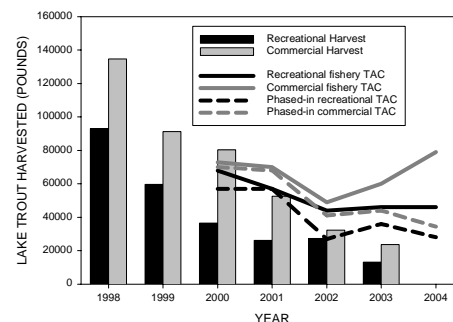 160000
140000
120000
100000
80000
60000
40000
20000
0
LAKE TROUT HARVESTED (POUNDS)
Recreational Harvest
Commercial Harvest
Recreational fishery TAC
Commercial fishery TAC
Phased-in recreational TAC
Phased-in commercial TAC
1998 1999 2000 2001 2002 2003 2004
YEAR